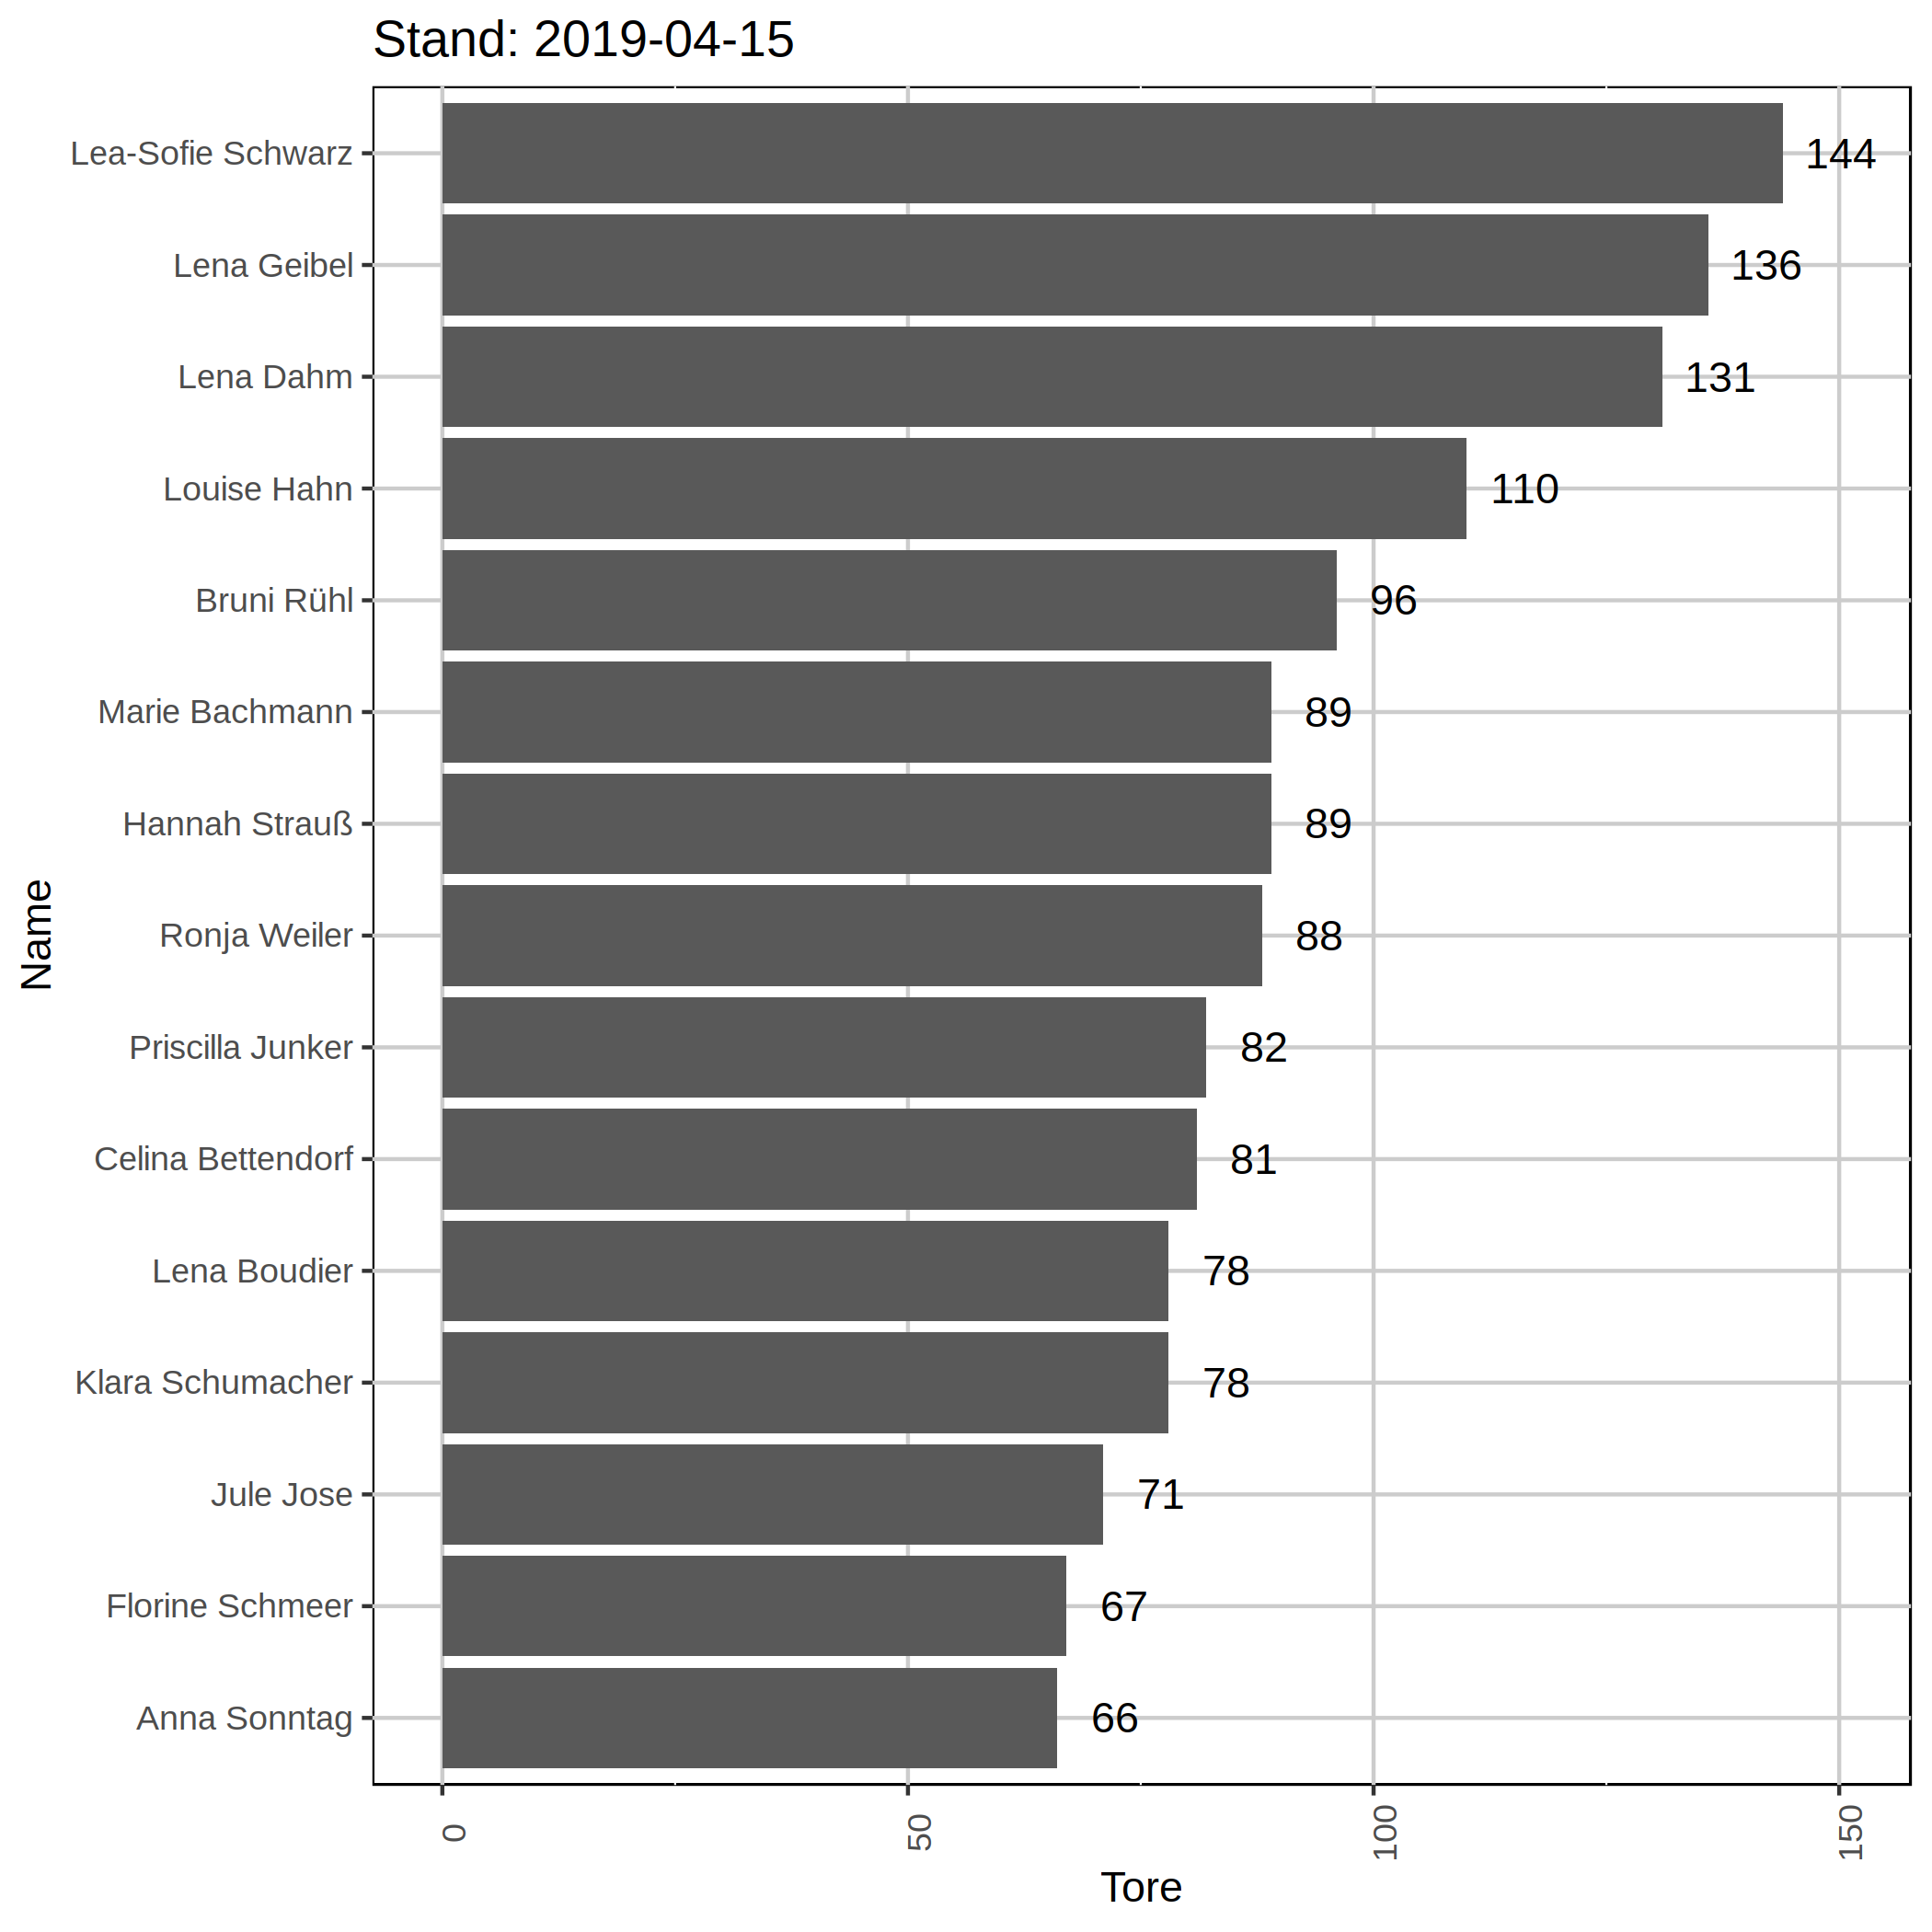 Stand: 2019-04-15
Name
Lea-Sofie Schwarz 144
Lena Geibel 136
Lena Dahm 131
Louise Hahn 110
Bruni Rühl 96
Marie Bachmann 89
Hannah Strauß 89
Ronja Weiler 88
Priscilla Junker 82
Celina Bettendorf 81
Lena Boudier 78
Klara Schumacher 78
Jule Jose 71
Florine Schmeer 67
Anna Sonntag 66
0 50 100 150
Tore